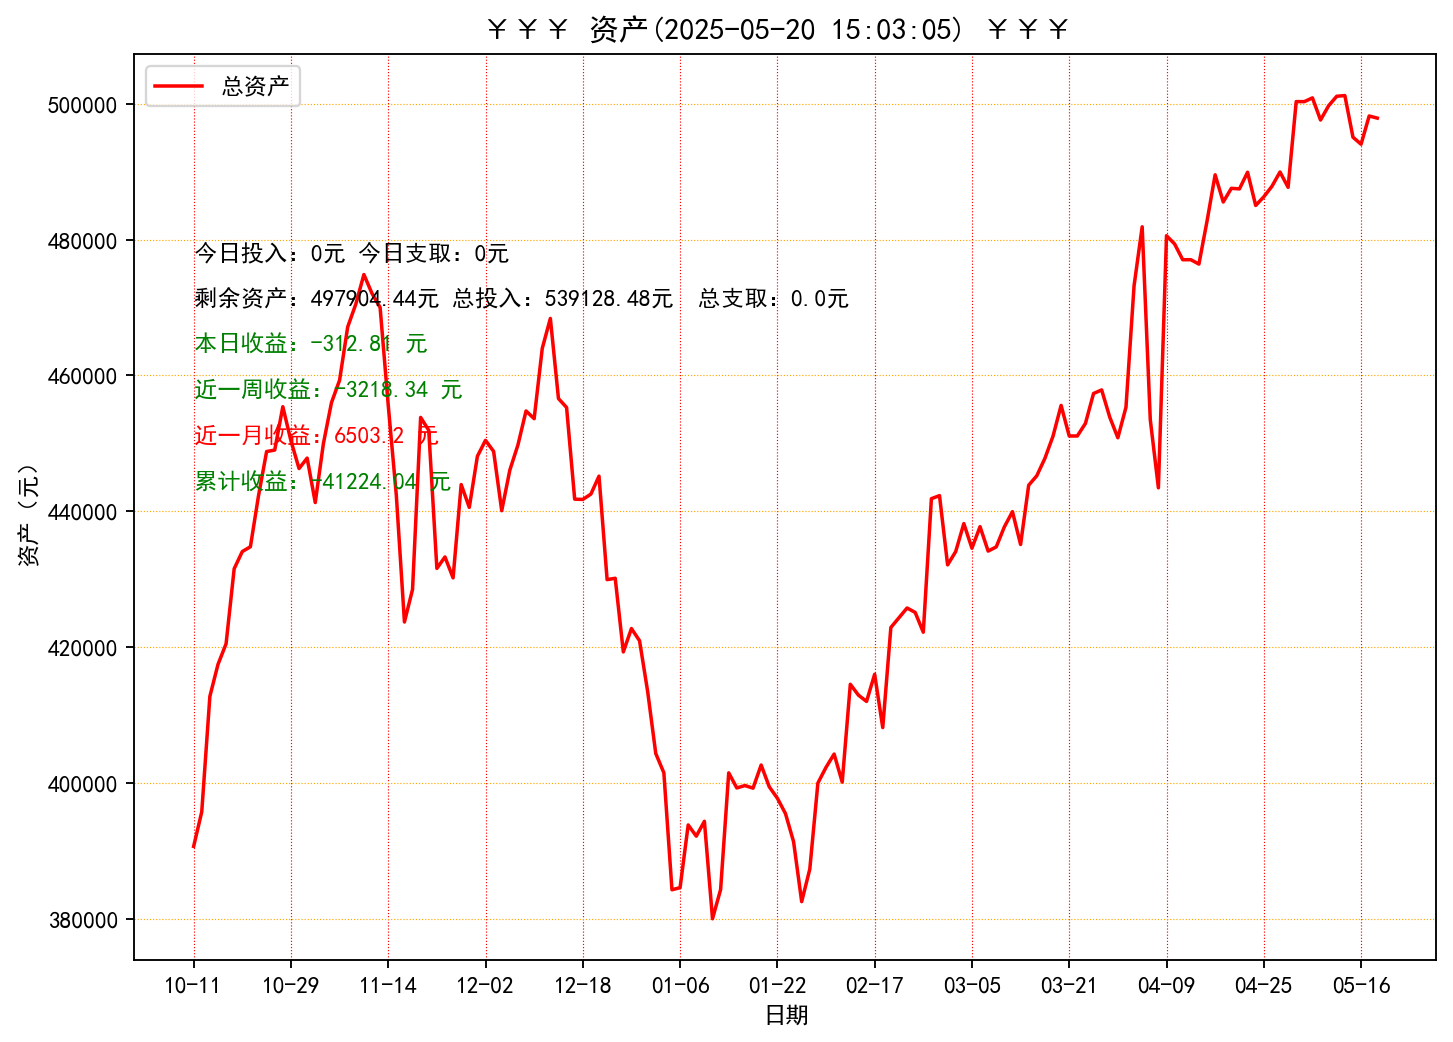 ￥￥￥ 资产(2025-05-20 15:03:05) ￥￥￥
总资产
500000
480000
460000
440000
420000
400000
380000
资产（元）
今日投入：0元 今日支取：0元
剩余资产：497904.44元 总投入：539128.48元  总支取：0.0元
本日收益：-312.81 元
近一周收益：-3218.34 元
近一月收益：6503.2 元
累计收益：-41224.04 元
10-11 10-29 11-14 12-02 12-18 01-06 01-22 02-17 03-05 03-21 04-09 04-25 05-16
日期